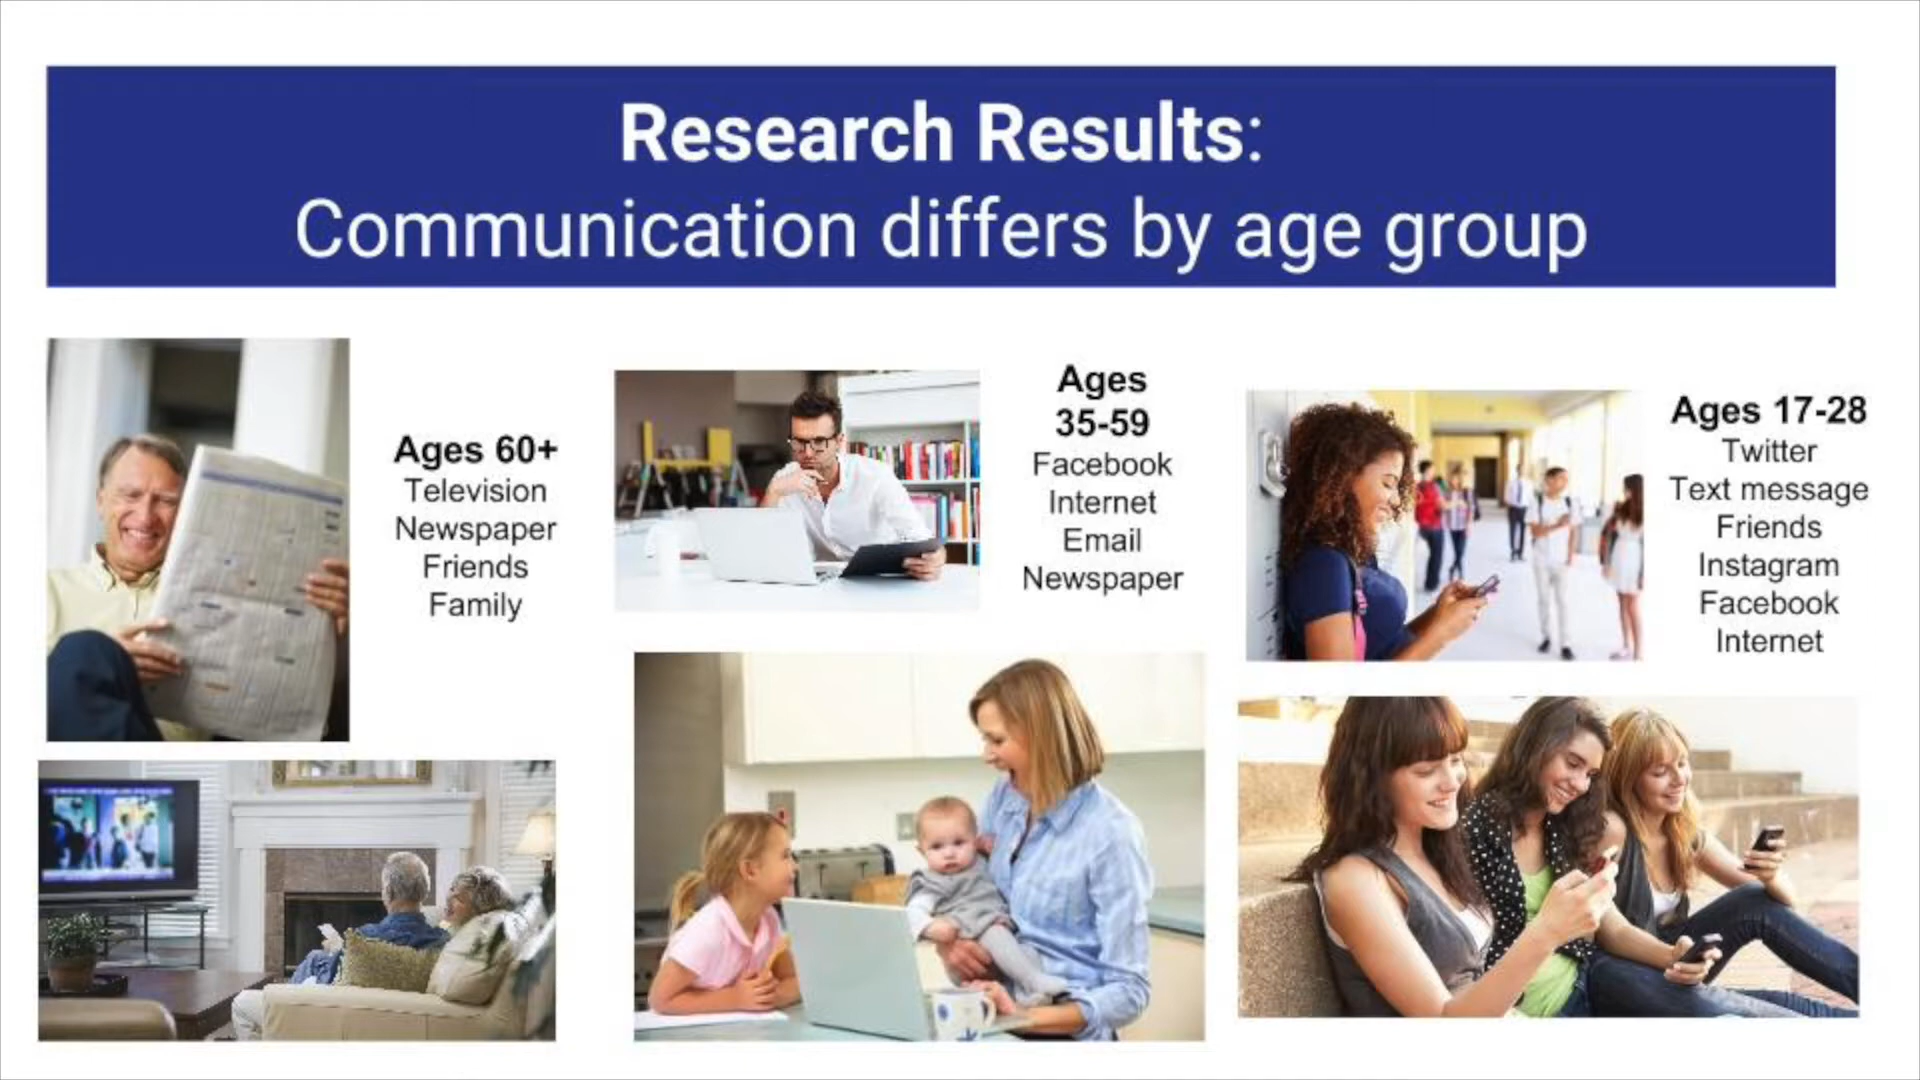 Research Results:
Communication differs by age group
Ages 60+
Television
Newspaper
Friends
Family
Ages
35-59
Facebook
Internet
Email
Newspaper
Ages 17-28
Twitter
Text message
Friends
Instagram
Facebook
Internet